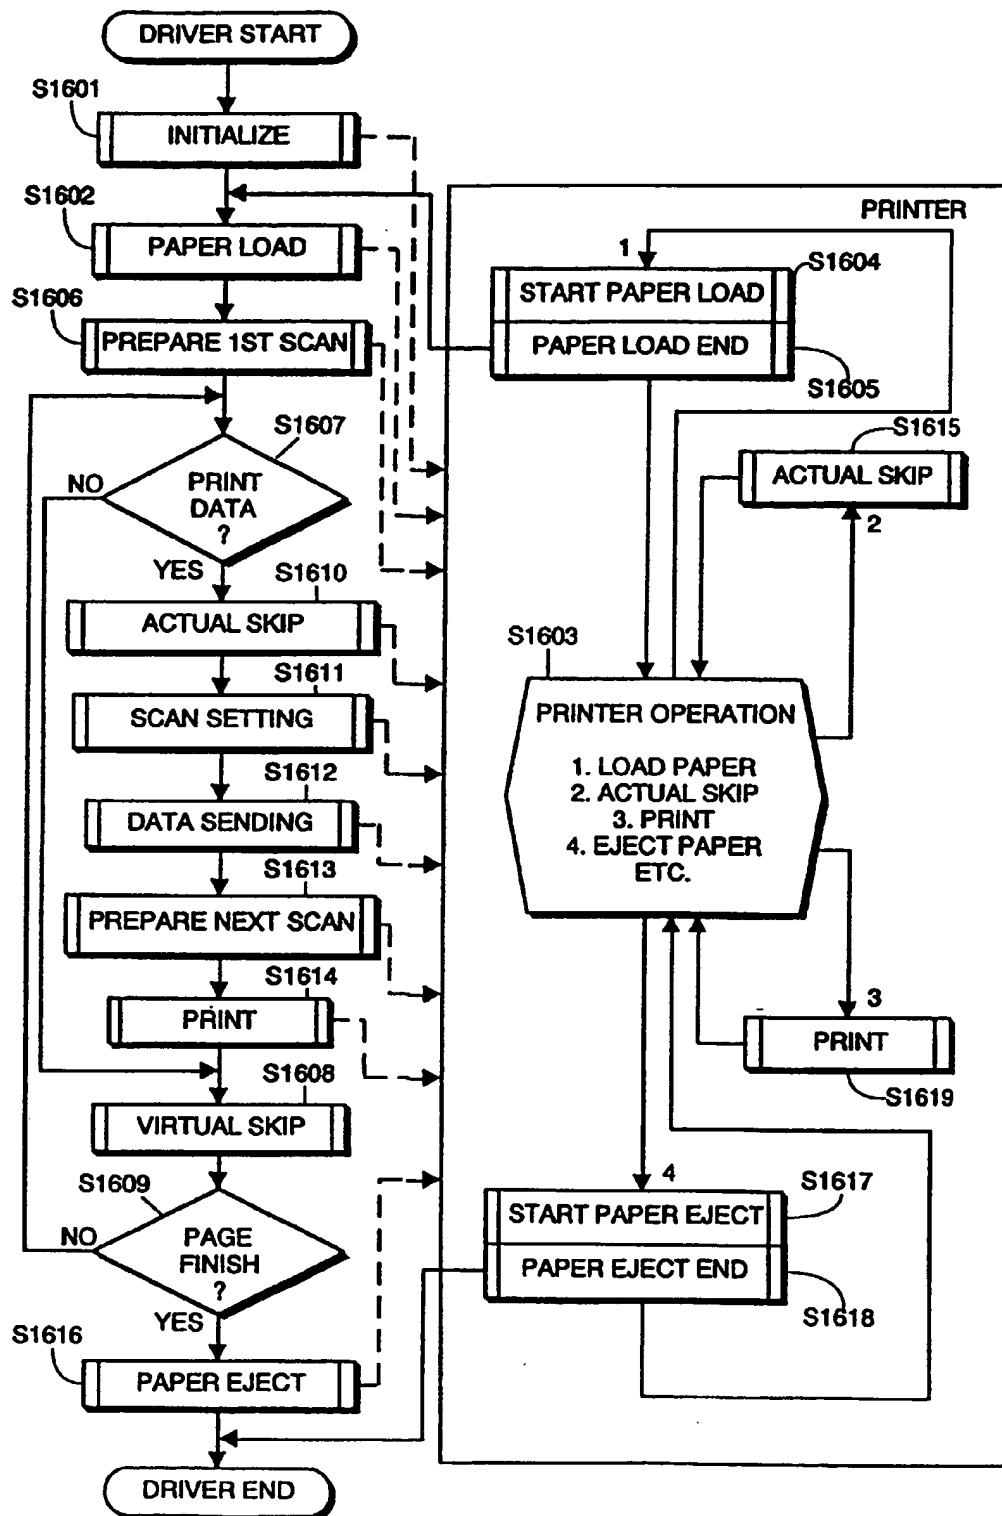 DRIVER START
S1601
INITIALIZE
S1602
PAPER LOAD
S1606
PREPARE 1ST SCAN
S1607
NO
PRINT
DATA
?
YES
S1610
ACTUAL SKIP
S1611
SCAN SETTING
S1612
DATA SENDING
S1613
PREPARE NEXT SCAN
S1614
PRINT
S1608
VIRTUAL SKIP
S1609
NO
PAGE
FINISH
?
YES
S1616
PAPER EJECT
DRIVER END
PRINTER
1
S1604
START PAPER LOAD
PAPER LOAD END
S1605
S1615
ACTUAL SKIP
2
S1603
PRINTER OPERATION
1. LOAD PAPER
2. ACTUAL SKIP
3. PRINT
4. EJECT PAPER
ETC.
3
PRINT
S1619
4
S1617
START PAPER EJECT
PAPER EJECT END
S1618